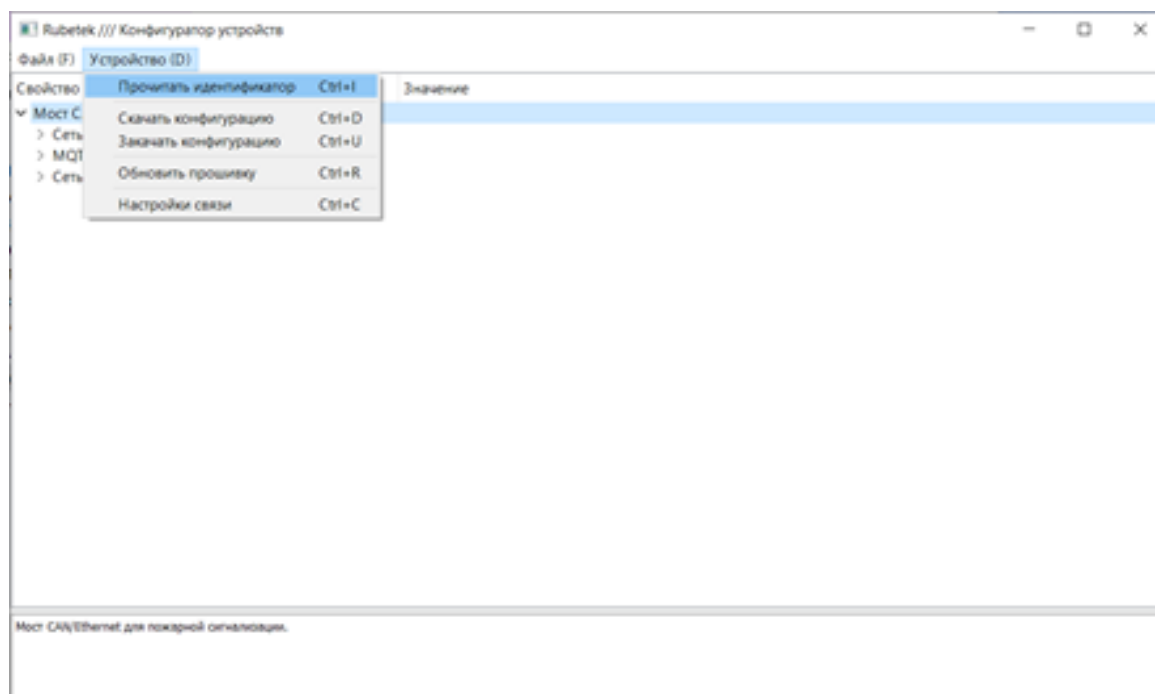 Rubetek /// Конфигуратор устройств
Файл (F) Устройство (D)
Свойство Значение
Прочитать идентификатор Ctrl+I
Мост C
Скачать конфигурацию Ctrl+D
Сеть
Закачать конфигурацию Ctrl+U
MQT
Обновить прошивку Ctrl+R
Сеть
Настройки связи Ctrl+C
Мост CAN/Ethernet для пожарной сигнализации.